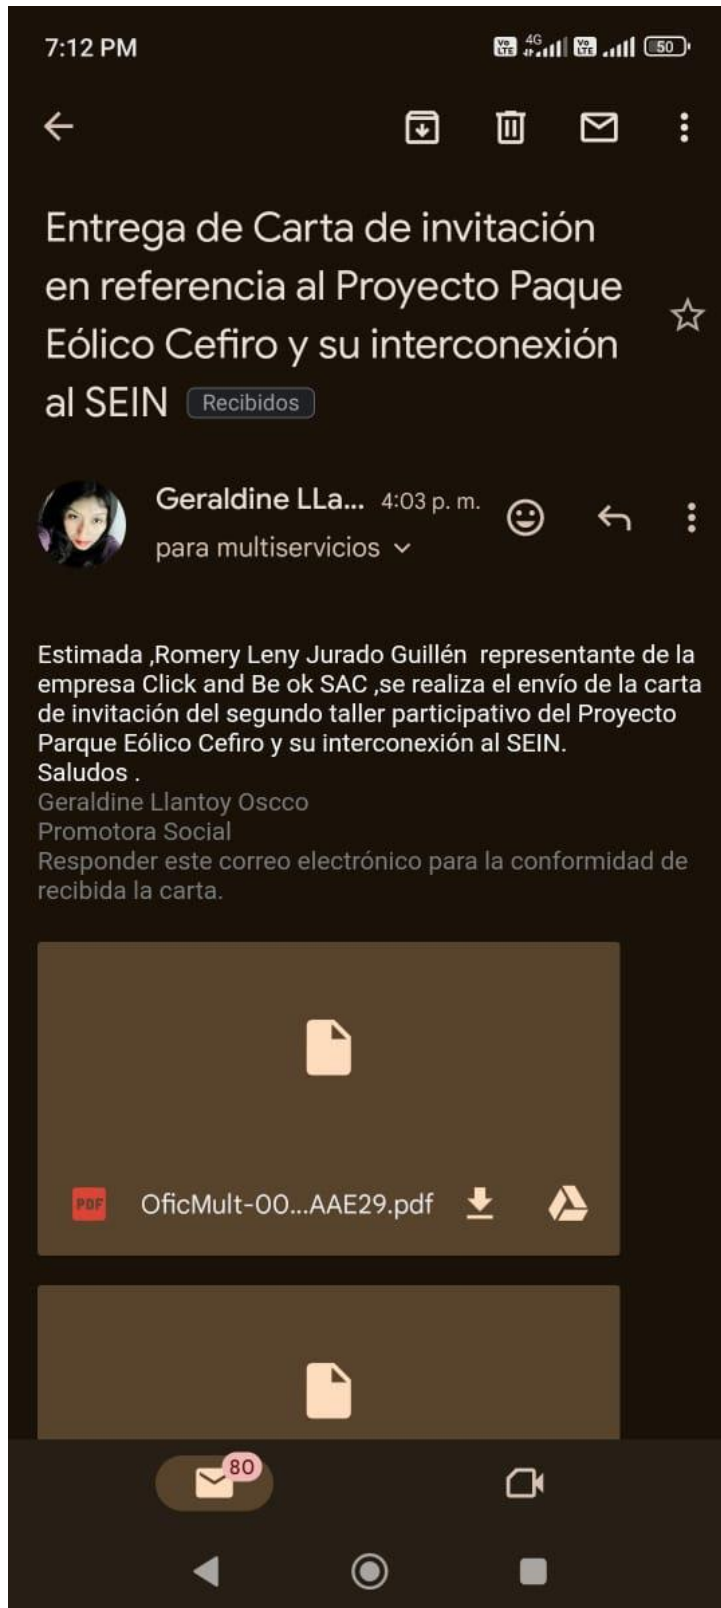 7:12 PM
Vo LTE 4G Vo LTE 50
Entrega de Carta de invitación
en referencia al Proyecto Paque
Eólico Cefiro y su interconexión
al SEIN Recibidos
Geraldine LLa... 4:03 p. m.
para multiservicios
Estimada ,Romery Leny Jurado Guillén representante de la
empresa Click and Be ok SAC ,se realiza el envío de la carta
de invitación del segundo taller participativo del Proyecto
Parque Eólico Cefiro y su interconexión al SEIN.
Saludos .
Geraldine Llantoy Oscco
Promotora Social
Responder este correo electrónico para la conformidad de
recibida la carta.
PDF OficMult-00...AAE29.pdf
80